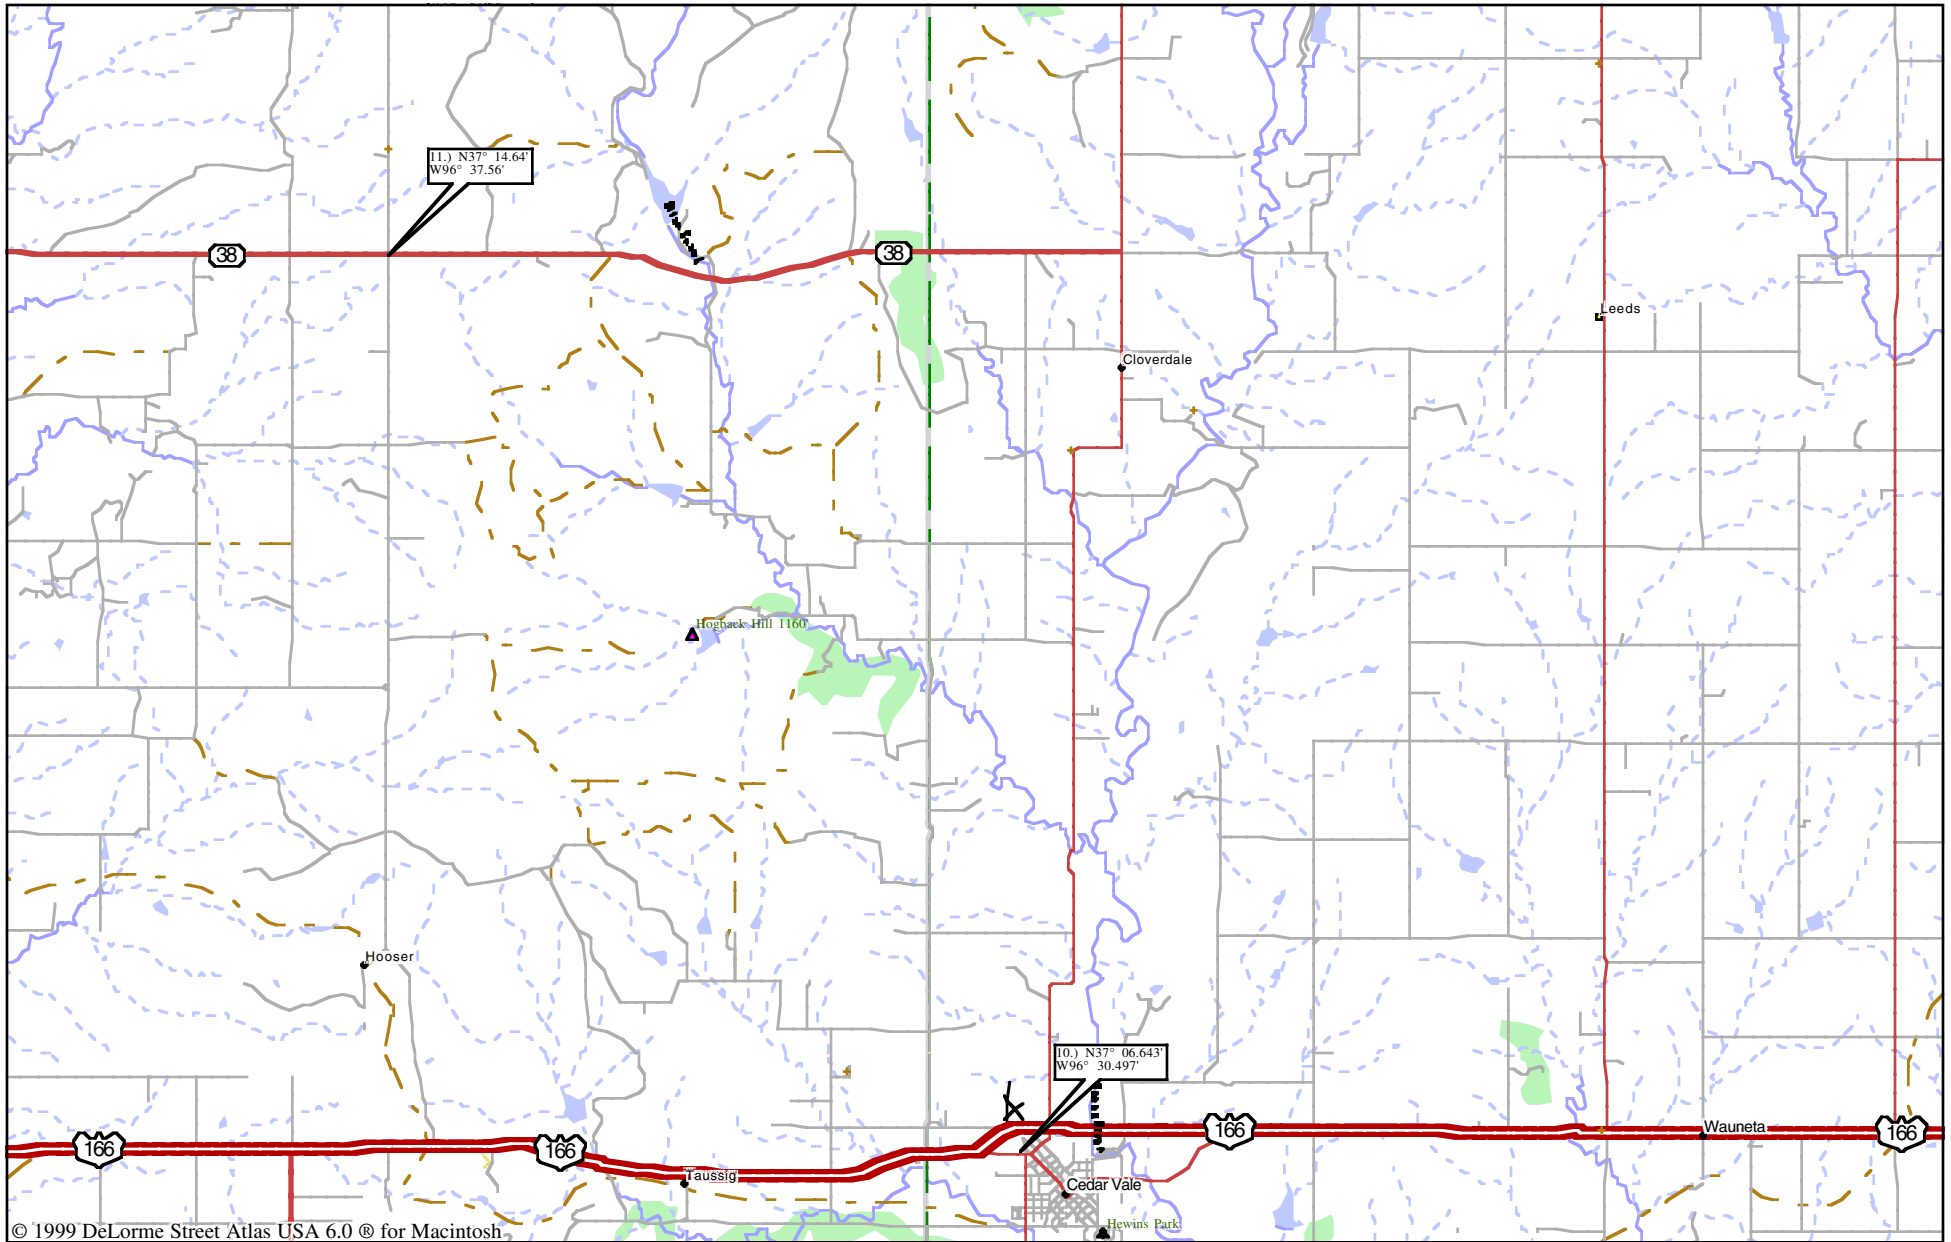 11.) N37° 14.64'
W96° 37.56'
38
38
Leeds
Cloverdale
Hogback Hill 1160'
Hooser
10.) N37° 06.643'
W96° 30.497'
166
166
166
166
Wauneta
Taussig
Cedar Vale
Hewins Park
© 1999 DeLorme Street Atlas USA 6.0 ® for Macintosh